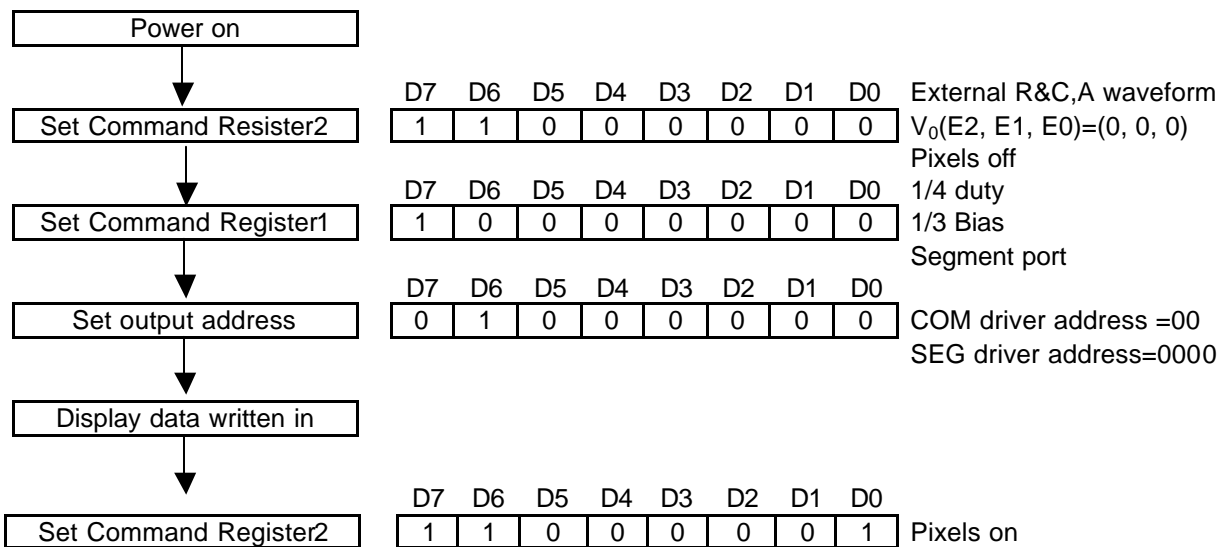 Power on
D7 D6 D5 D4 D3 D2 D1 D0 External R&C,A waveform
Set Command Resister2 1 1 0 0 0 0 0 0 V₀(E2, E1, E0)=(0, 0, 0)
Pixels off
D7 D6 D5 D4 D3 D2 D1 D0 1/4 duty
Set Command Register1 1 0 0 0 0 0 0 0 1/3 Bias
Segment port
D7 D6 D5 D4 D3 D2 D1 D0
Set output address 0 1 0 0 0 0 0 0 COM driver address =00
SEG driver address=0000
Display data written in
D7 D6 D5 D4 D3 D2 D1 D0
Set Command Register2 1 1 0 0 0 0 0 1 Pixels on